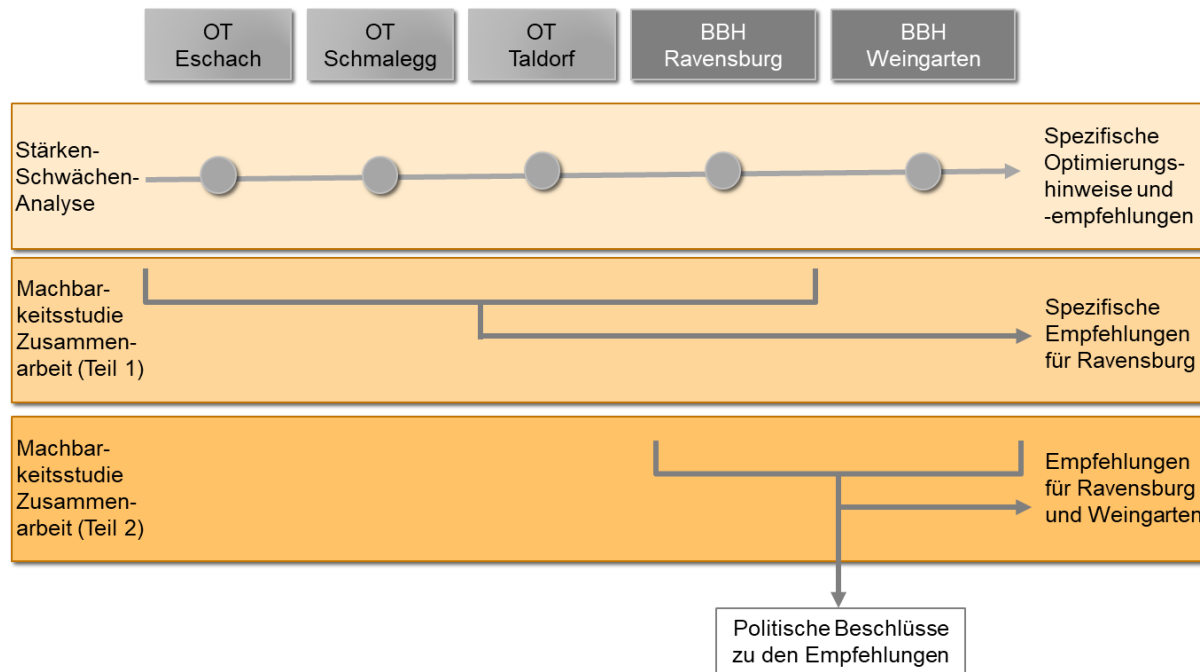 OT
Eschach
OT
Schmalegg
OT
Taldorf
BBH
Ravensburg
BBH
Weingarten
Stärken-
Schwächen-
Analyse
Spezifische
Optimierungs-
hinweise und
-empfehlungen
Machbar-
keitsstudie
Zusammen-
arbeit (Teil 1)
Spezifische
Empfehlungen
für Ravensburg
Machbar-
keitsstudie
Zusammen-
arbeit (Teil 2)
Empfehlungen
für Ravensburg
und Weingarten
Politische Beschlüsse
zu den Empfehlungen